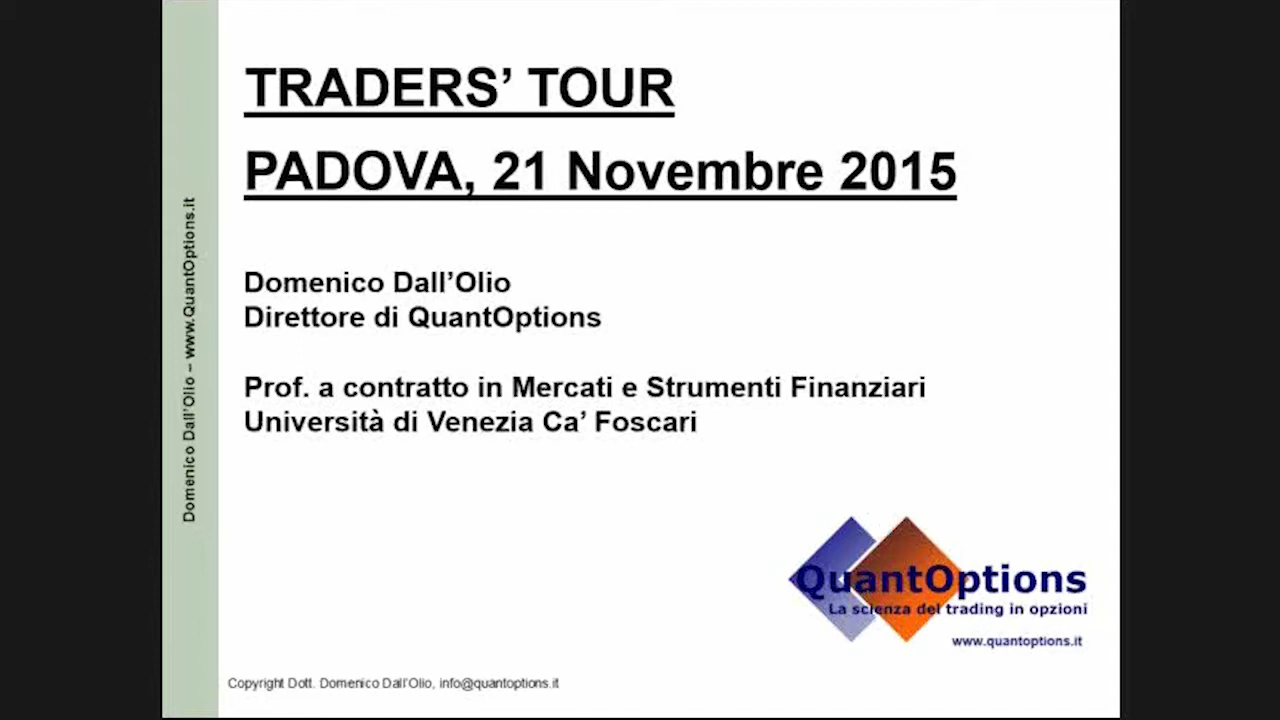 TRADERS’ TOUR
PADOVA, 21 Novembre 2015
Domenico Dall’Olio
Direttore di QuantOptions
Prof. a contratto in Mercati e Strumenti Finanziari
Università di Venezia Ca’ Foscari
Domenico Dall’Olio – www.QuantOptions.it
QuantOptions
La scienza del trading in opzioni
www.quantoptions.it
Copyright Dott. Domenico Dall’Olio, info@quantoptions.it